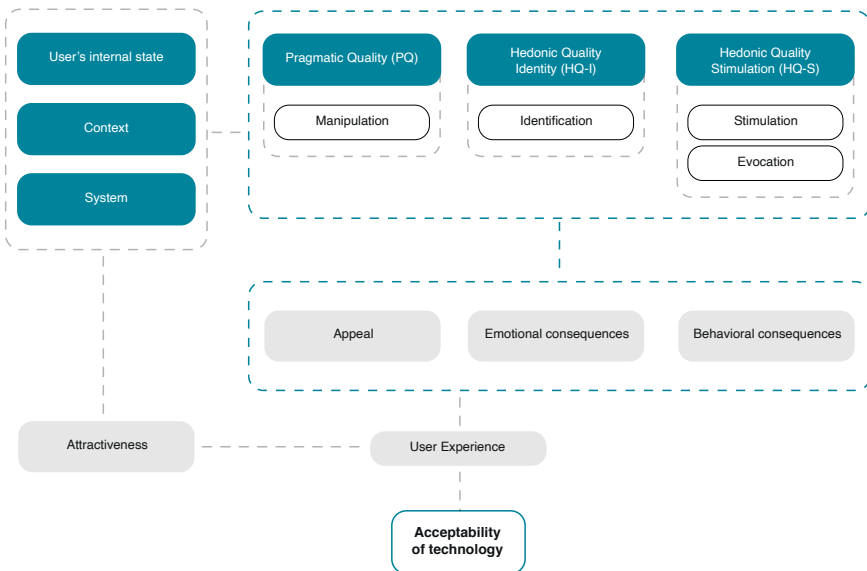 User's internal state
Context
System
Pragmatic Quality (PQ)
Manipulation
Hedonic Quality
Identity (HQ-I)
Identification
Hedonic Quality
Stimulation (HQ-S)
Stimulation
Evocation
Appeal
Emotional consequences
Behavioral consequences
Attractiveness
User Experience
Acceptability
of technology